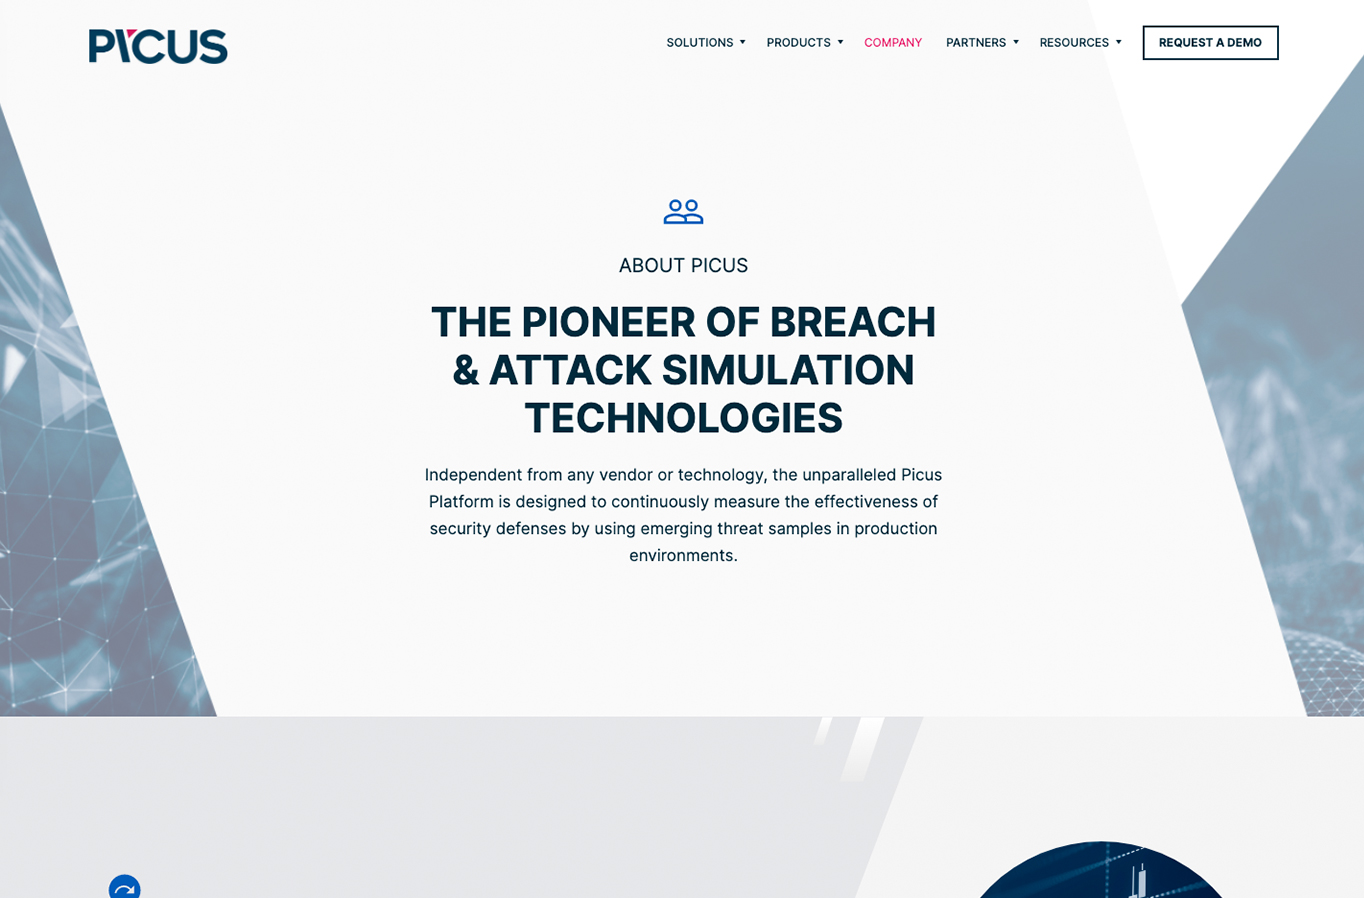 PICUS
SOLUTIONS
PRODUCTS
COMPANY
PARTNERS
RESOURCES
REQUEST A DEMO
ABOUT PICUS
THE PIONEER OF BREACH
& ATTACK SIMULATION
TECHNOLOGIES
Independent from any vendor or technology, the unparalleled Picus
Platform is designed to continuously measure the effectiveness of
security defenses by using emerging threat samples in production
environments.